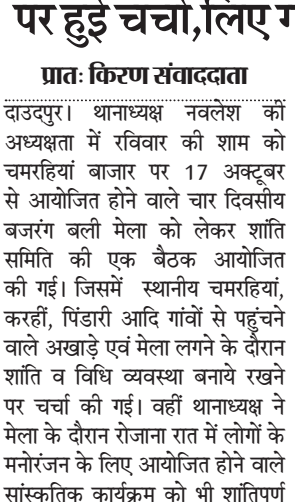 पर हुई चर्चा,लिए ग
प्रातः किरण संवाददाता
दाउदपुर। थानाध्यक्ष नवलेश की
अध्यक्षता में रविवार की शाम को
चमरहियां बाजार पर 17 अक्टूबर
से आयोजित होने वाले चार दिवसीय
बजरंग बली मेला को लेकर शांति
समिति की एक बैठक आयोजित
की गई। जिसमें स्थानीय चमरहियां,
करहीं, पिंडारी आदि गांवों से पहुंचने
वाले अखाड़े एवं मेला लगने के दौरान
शांति व विधि व्यवस्था बनाये रखने
पर चर्चा की गई। वहीं थानाध्यक्ष ने
मेला के दौरान रोजाना रात में लोगों के
मनोरंजन के लिए आयोजित होने वाले
सांस्कृतिक कार्यक्रम को भी शांतिपूर्ण